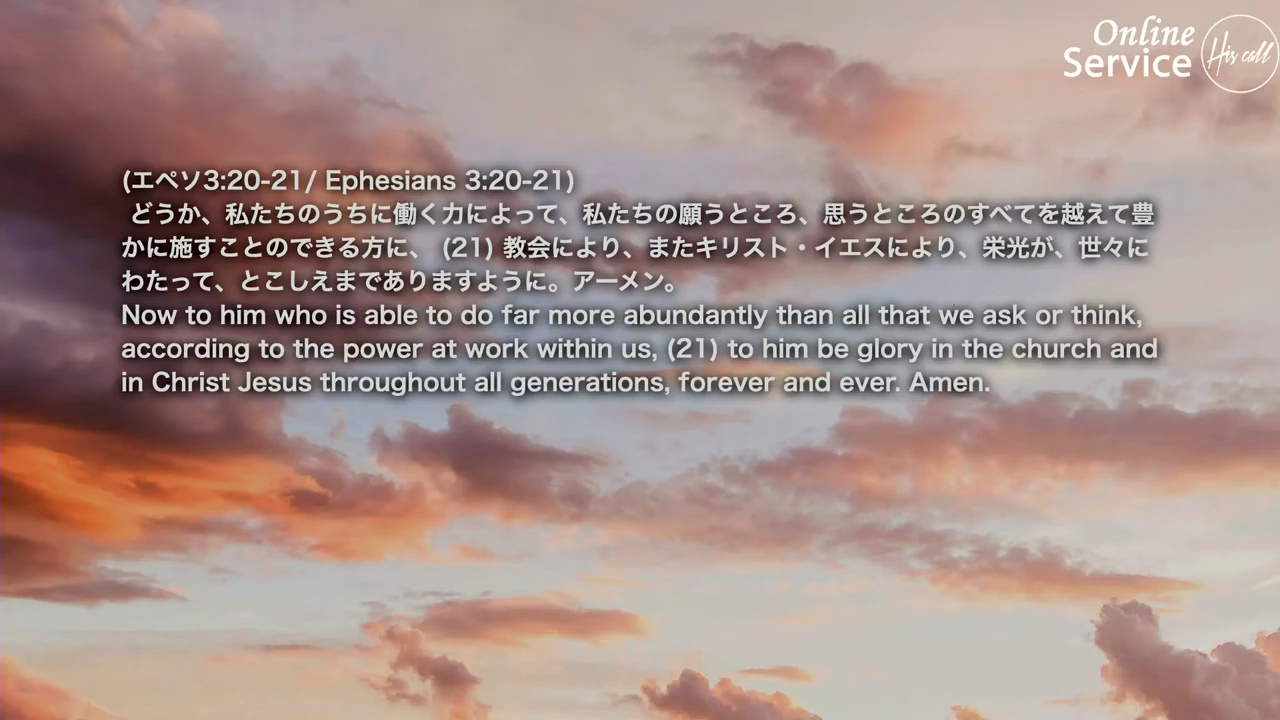 Online
Service
His call
(エペソ3:20-21/ Ephesians 3:20-21)
どうか、私たちのうちに働く力によって、私たちの願うところ、思うところのすべてを越えて豊
かに施すことのできる方に、 (21) 教会により、またキリスト・イエスにより、栄光が、世々に
わたって、とこしえまでありますように。アーメン。
Now to him who is able to do far more abundantly than all that we ask or think,
according to the power at work within us, (21) to him be glory in the church and
in Christ Jesus throughout all generations, forever and ever. Amen.